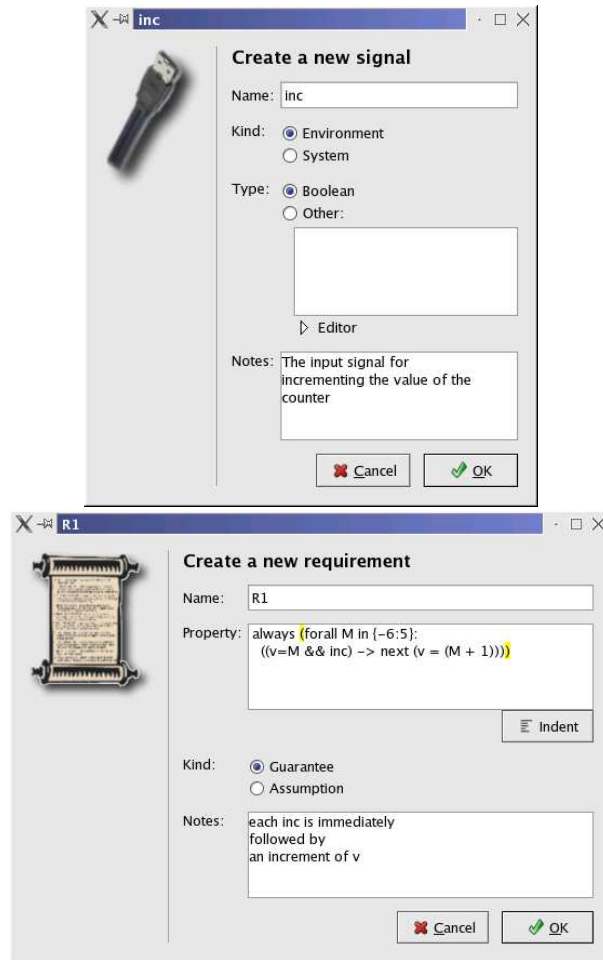 inc
Create a new signal
Name: inc
Kind: Environment
System
Type: Boolean
Other:
Editor
Notes: The input signal for
incrementing the value of the
counter
Cancel OK
R1
Create a new requirement
Name: R1
Property: always (forall M in {-6:5}:
((v=M && inc) -> next (v = (M + 1))))
Indent
Kind: Guarantee
Assumption
Notes: each inc is immediately
followed by
an increment of v
Cancel OK